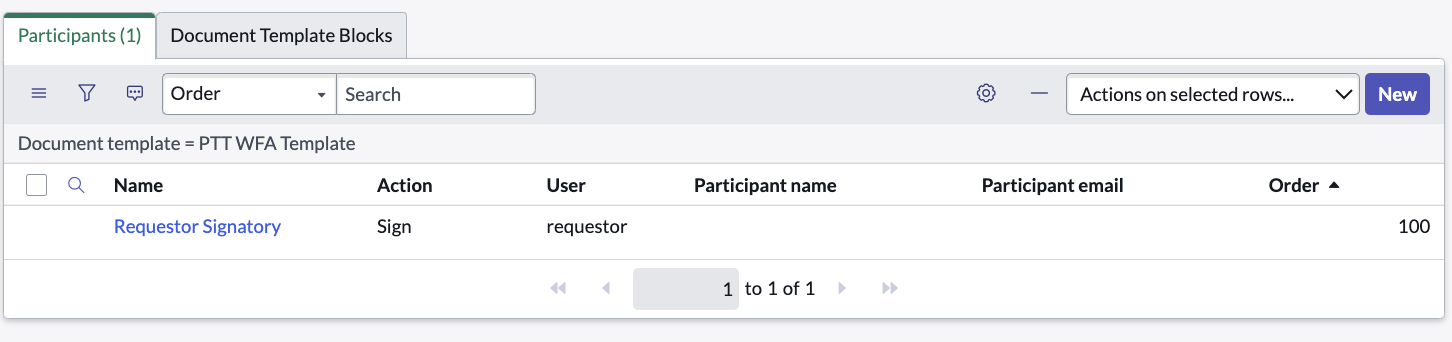 Participants (1) Document Template Blocks
Order Search Actions on selected rows... New
Document template = PTT WFA Template
Name Action User Participant name Participant email Order
Requestor Signatory Sign requestor 100
1 to 1 of 1